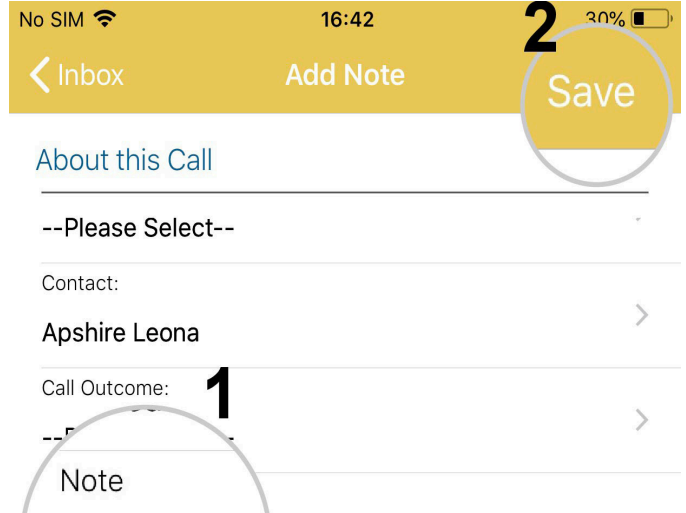 No SIM 16:42 2 30%
Inbox Add Note Save
About this Call
--Please Select--
Contact:
Apshire Leona
Call Outcome: 1
Note